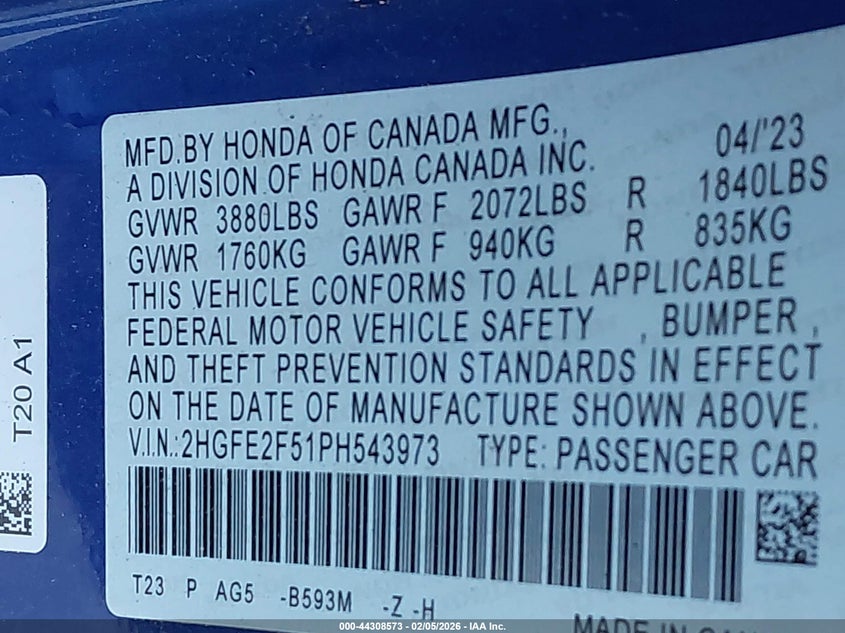 MFD.BY HONDA OF CANADA MFG., 04/'23
A DIVISION OF HONDA CANADA INC.
GVWR 3880LBS GAWR F 2072LBS R 1840LBS
GVWR 1760KG GAWR F 940KG R 835KG
THIS VEHICLE CONFORMS TO ALL APPLICABLE
FEDERAL MOTOR VEHICLE SAFETY , BUMPER ,
AND THEFT PREVENTION STANDARDS IN EFFECT
ON THE DATE OF MANUFACTURE SHOWN ABOVE.
V.I.N.:2HGFE2F51PH543973 TYPE: PASSENGER CAR
T23 P AG5 -B593M -Z -H
MADE IN
T20 A1
000-44308573 - 02/05/2026 - IAA Inc.